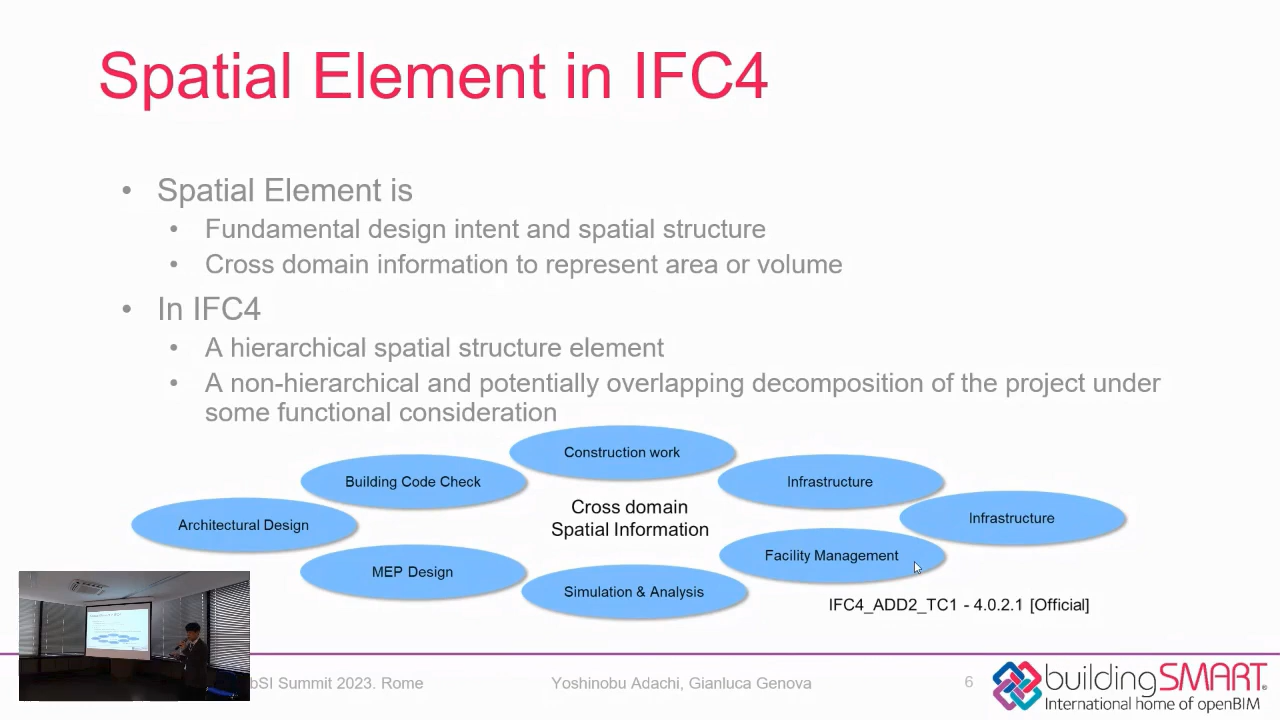 Spatial Element in IFC4
• Spatial Element is
• Fundamental design intent and spatial structure
• Cross domain information to represent area or volume
• In IFC4
• A hierarchical spatial structure element
• A non-hierarchical and potentially overlapping decomposition of the project under
some functional consideration
Construction work
Building Code Check
Infrastructure
Cross domain
Spatial Information
Architectural Design
Infrastructure
Facility Management
MEP Design
Simulation & Analysis
IFC4_ADD2_TC1 - 4.0.2.1 [Official]
bSI Summit 2023. Rome
Yoshinobu Adachi, Gianluca Genova
6
buildingSMART®
International home of openBIM